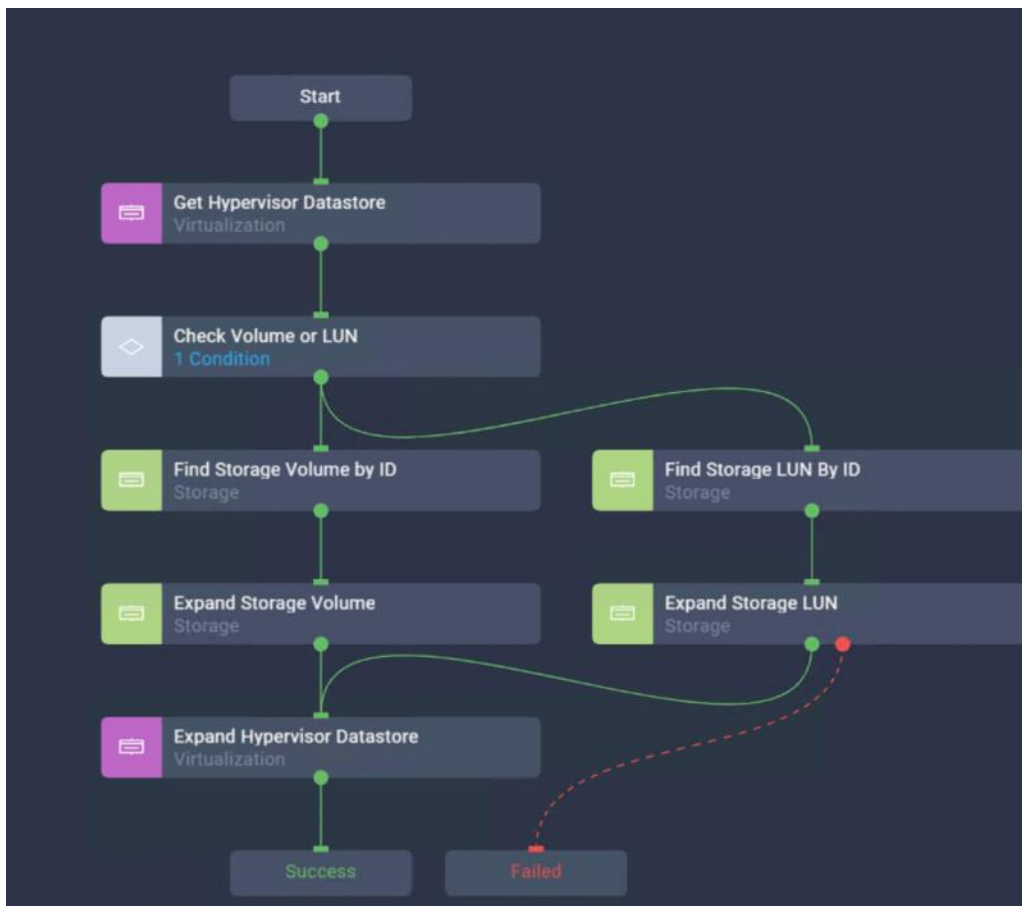 Start
Get Hypervisor Datastore
Virtualization
Check Volume or LUN
1 Condition
Find Storage Volume by ID
Storage
Find Storage LUN By ID
Storage
Expand Storage Volume
Storage
Expand Storage LUN
Storage
Expand Hypervisor Datastore
Virtualization
Success
Failed